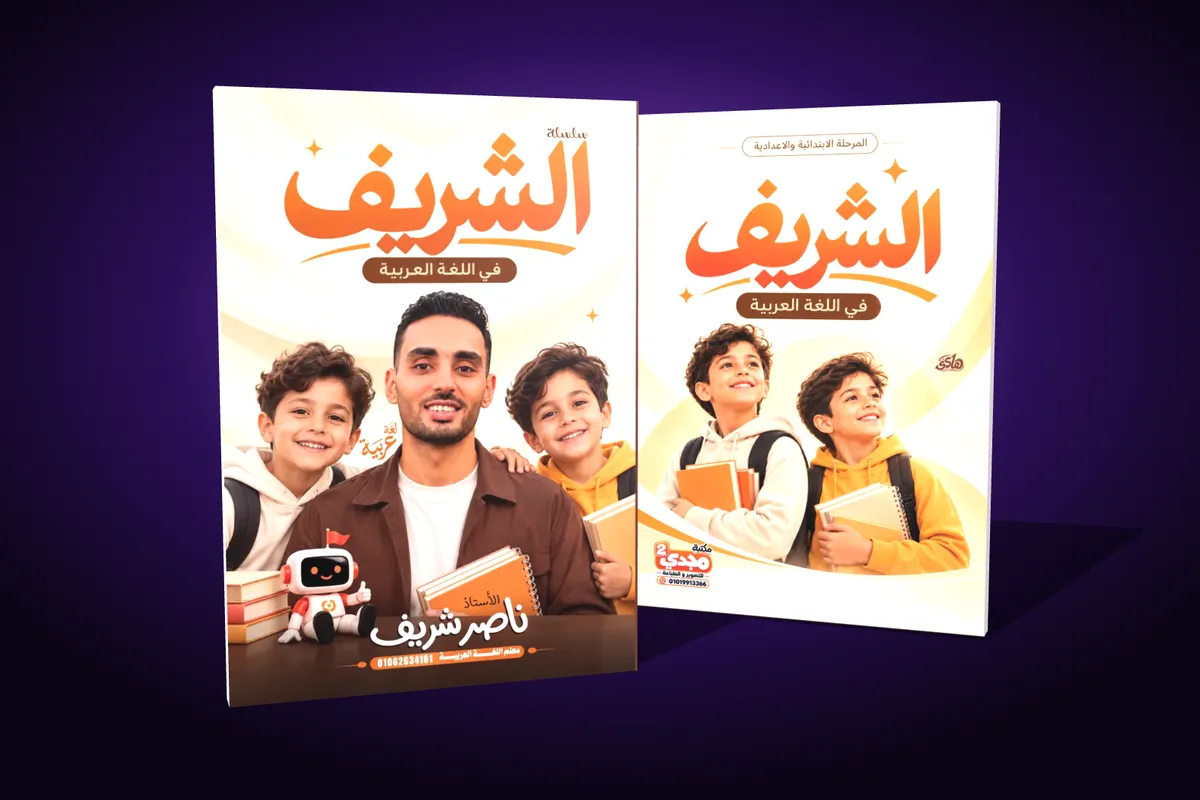 سلسلة
الشريف
في اللغة العربية
لغة
عربية
الأستاذ
ناصر شريف
معلم اللغة العربية 01062634161
المرحلة الابتدائية والاعدادية
الشريف
في اللغة العربية
هادي
مكتبة
مجدي 2
للتصوير و الطباعة
01019913366